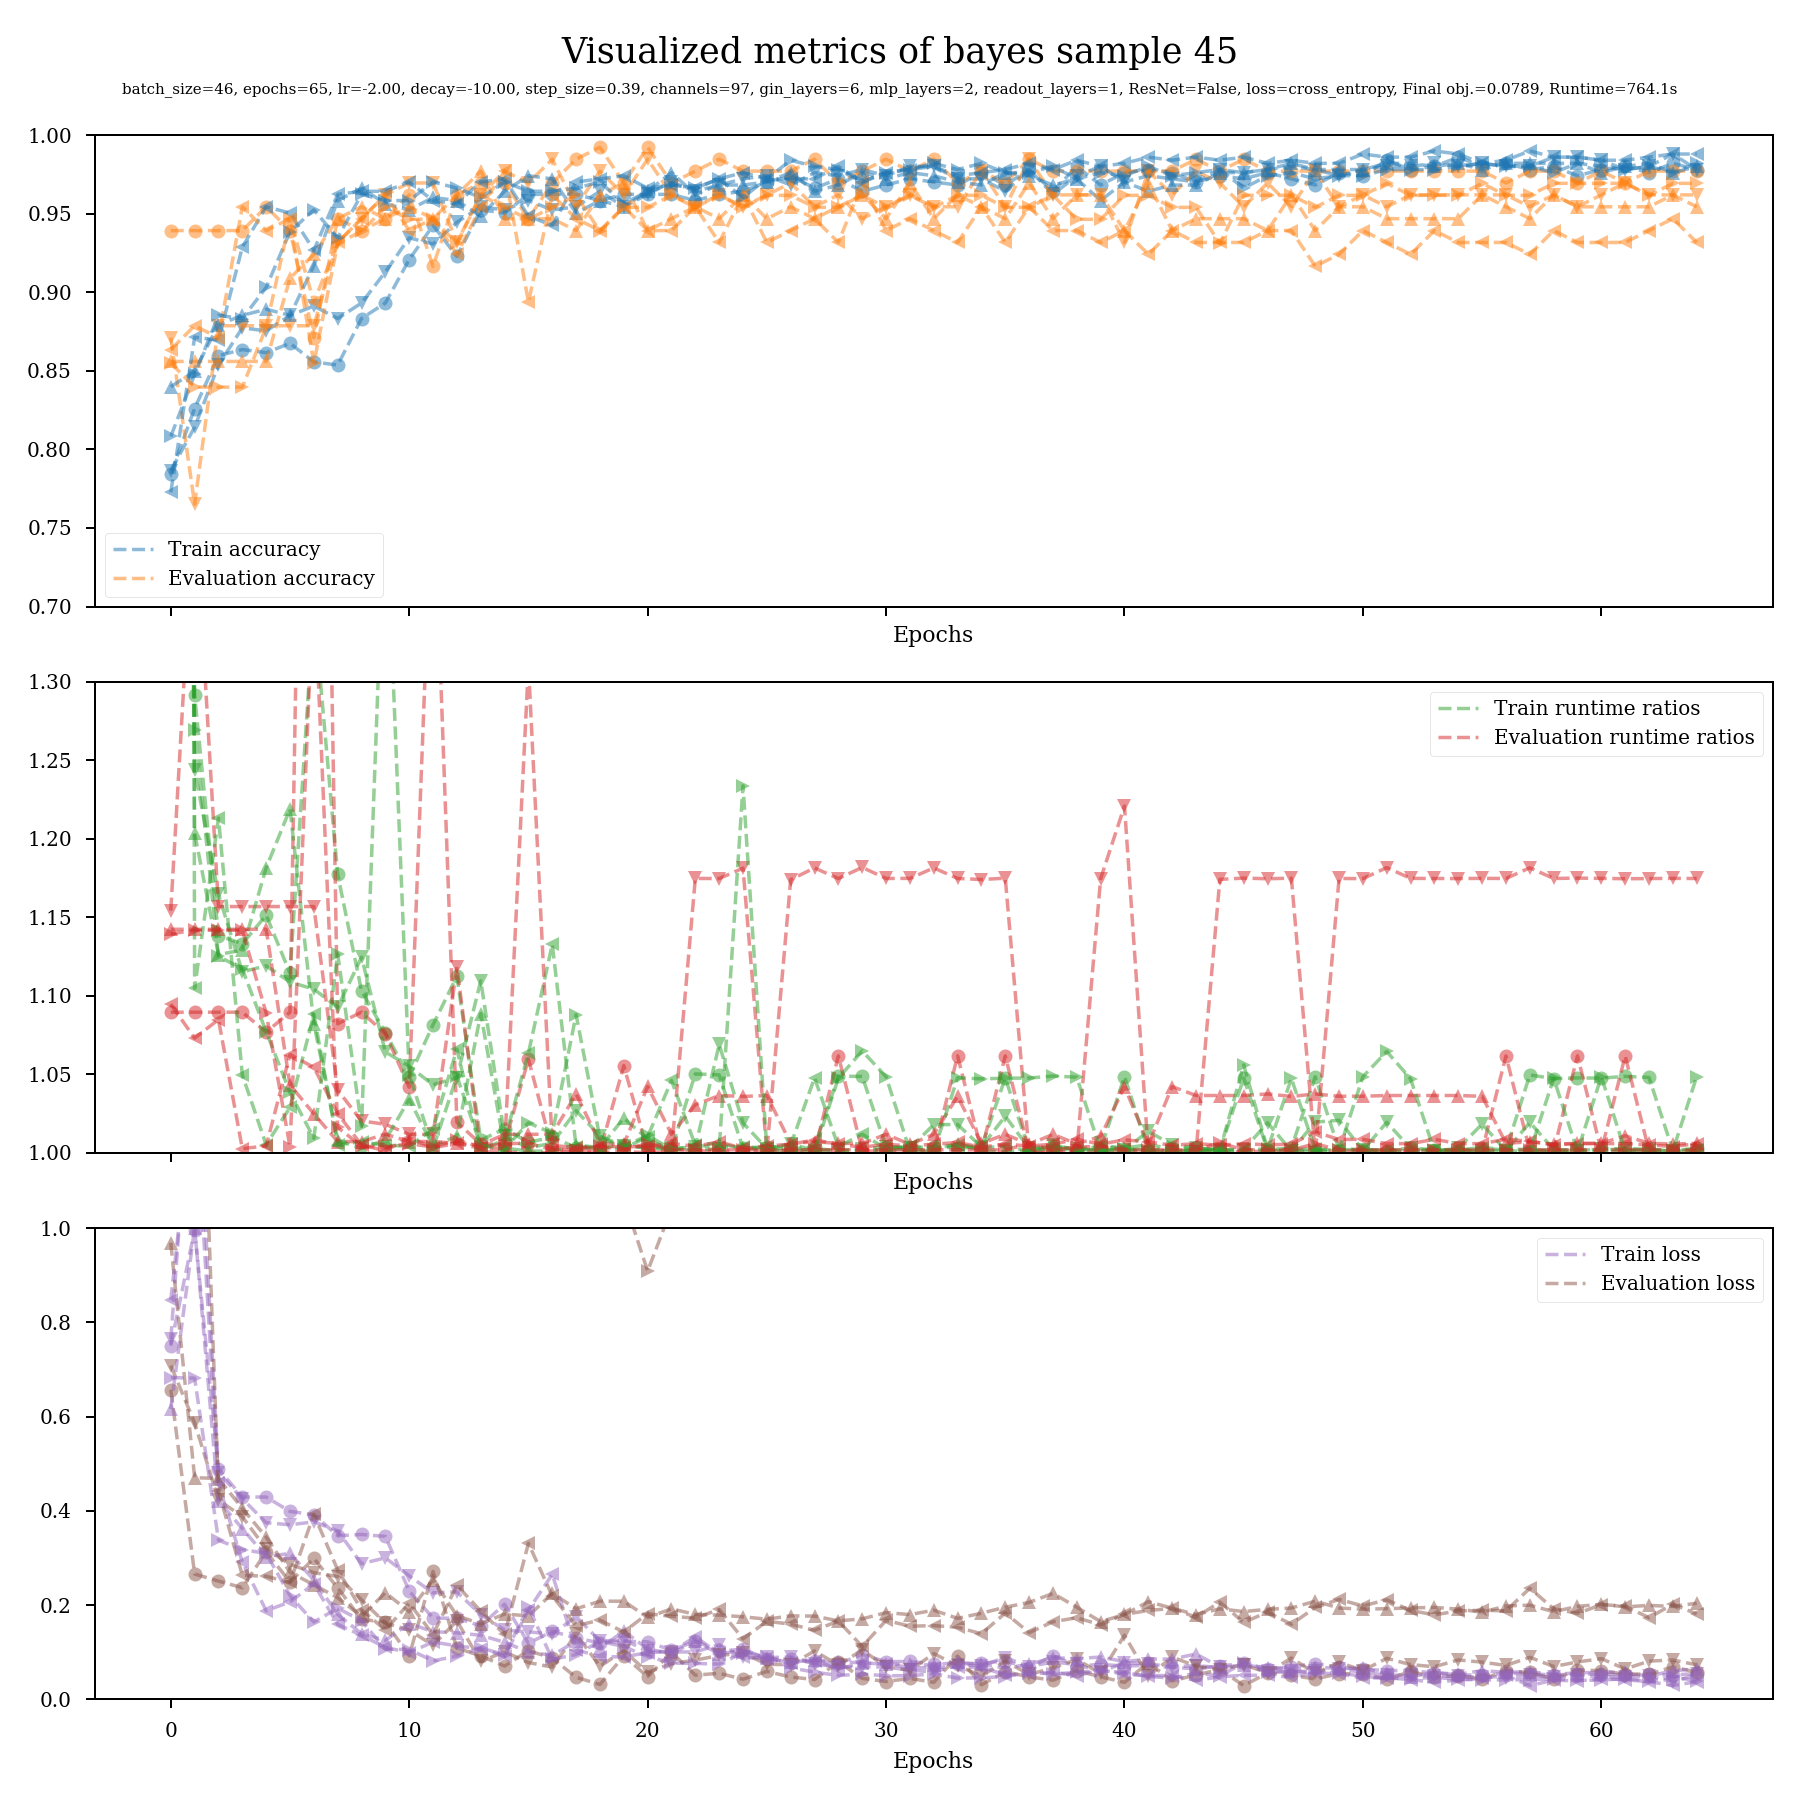 Visualized metrics of bayes sample 45
batch_size=46, epochs=65, lr=-2.00, decay=-10.00, step_size=0.39, channels=97, gin_layers=6, mlp_layers=2, readout_layers=1, ResNet=False, loss=cross_entropy, Final obj.=0.0789, Runtime=764.1s
1.00
0.95
0.90
0.85
0.80
0.75
0.70
Train accuracy
Evaluation accuracy
Epochs
1.30
1.25
1.20
1.15
1.10
1.05
1.00
Train runtime ratios
Evaluation runtime ratios
Epochs
1.0
0.8
0.6
0.4
0.2
0.0
Train loss
Evaluation loss
0 10 20 30 40 50 60
Epochs